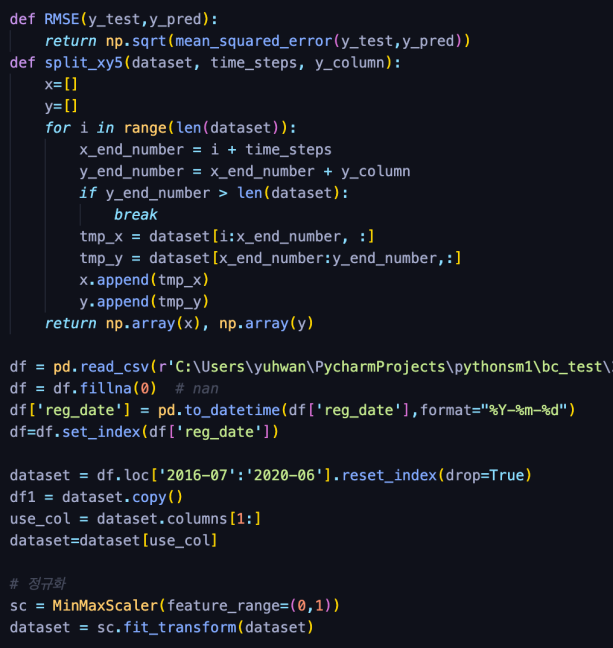 def RMSE(y_test,y_pred):
    return np.sqrt(mean_squared_error(y_test,y_pred))
def split_xy5(dataset, time_steps, y_column):
    x=[]
    y=[]
    for i in range(len(dataset)):
        x_end_number = i + time_steps
        y_end_number = x_end_number + y_column
        if y_end_number > len(dataset):
            break
        tmp_x = dataset[i:x_end_number, :]
        tmp_y = dataset[x_end_number:y_end_number,:]
        x.append(tmp_x)
        y.append(tmp_y)
    return np.array(x), np.array(y)

df = pd.read_csv(r'C:\Users\yuhwan\PycharmProjects\pythonsm1\bc_test\
df = df.fillna(0)  # nan
df['reg_date'] = pd.to_datetime(df['reg_date'],format="%Y-%m-%d")
df=df.set_index(df['reg_date'])

dataset = df.loc['2016-07':'2020-06'].reset_index(drop=True)
df1 = dataset.copy()
use_col = dataset.columns[1:]
dataset=dataset[use_col]

# 정규화
sc = MinMaxScaler(feature_range=(0,1))
dataset = sc.fit_transform(dataset)